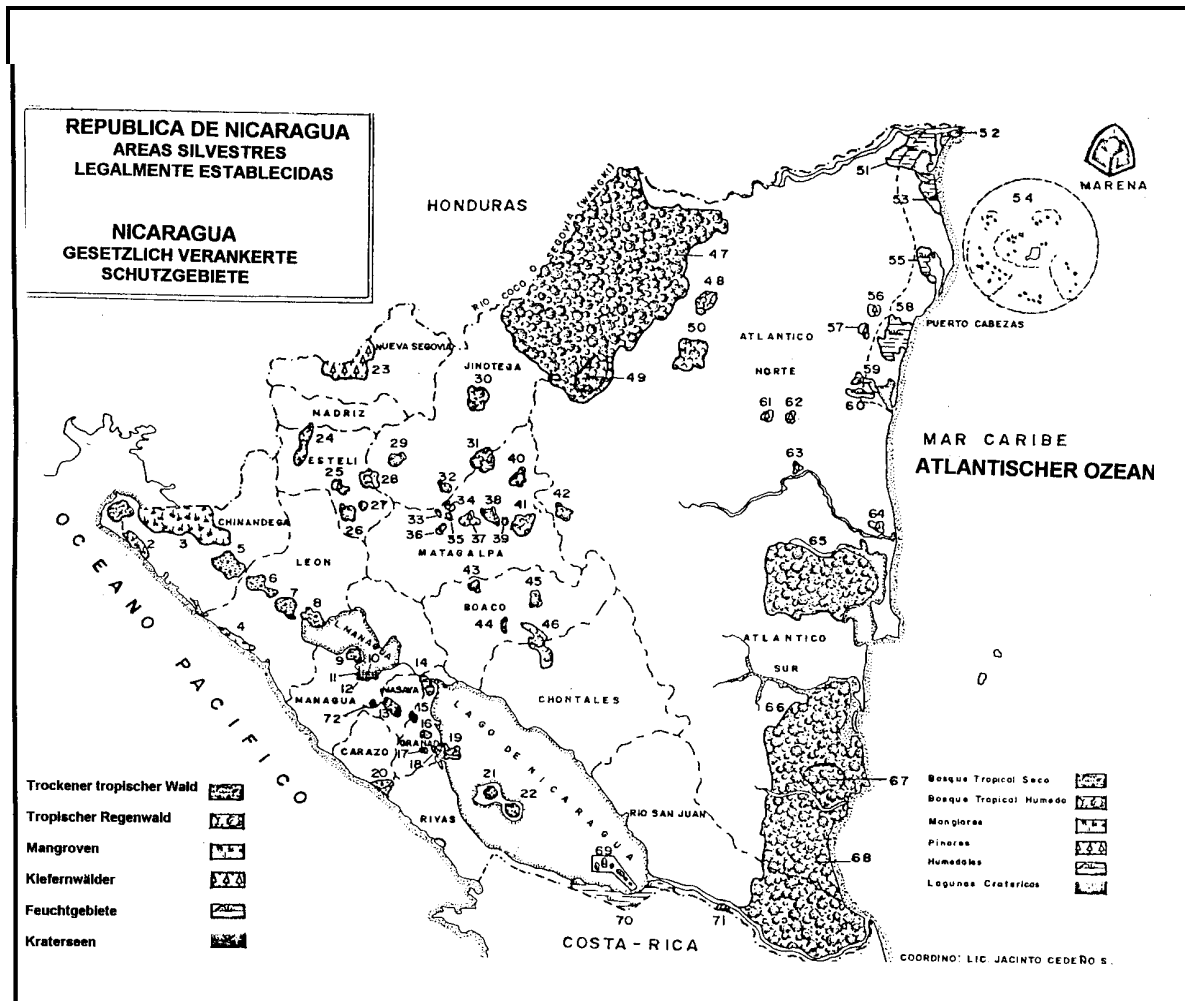 REPUBLICA DE NICARAGUA
AREAS SILVESTRES
LEGALMENTE ESTABLECIDAS
NICARAGUA
GESETZLICH VERANKERTE
SCHUTZGEBIETE
HONDURAS
RIO COCO O SEGOVIA (WANGKI)
MARENA
52
51
53
54
47
55
48
56
58
57
PUERTO CABEZAS
50
ATLANTICO
NORTE
NUEVA SEGOVIA
23
JINOTEJA
30
49
59
60
61
62
MADRIZ
24
ESTELI
29
31
40
MAR CARIBE
ATLANTISCHER OZEAN
63
25
28
32
27
26
34
38
42
41
33
35
37
39
36
MATAGALPA
64
65
CHINANDEGA
2
3
5
LEON
6
7
8
43
45
BOACO
44
46
4
L. MANAGUA
9
10
11
12
14
ATLANTICO
SUR
MANAGUA
MASAYA
72
13
15
16
CHONTALES
66
CARAZO
GRANADA
17
18
19
LAGO DE NICARAGUA
OCEANO PACIFICO
20
21
22
67
RIVAS
RIO SAN JUAN
69
68
70
71
COSTA-RICA
Trockener tropischer Wald
Tropischer Regenwald
Mangroven
Kiefernwälder
Feuchtgebiete
Kraterseen
Bosque Tropical Seco
Bosque Tropical Humedo
Manglares
Pinares
Humedales
Lagunas Cratericas
COORDINO: LIC. JACINTO CEDEÑO S.